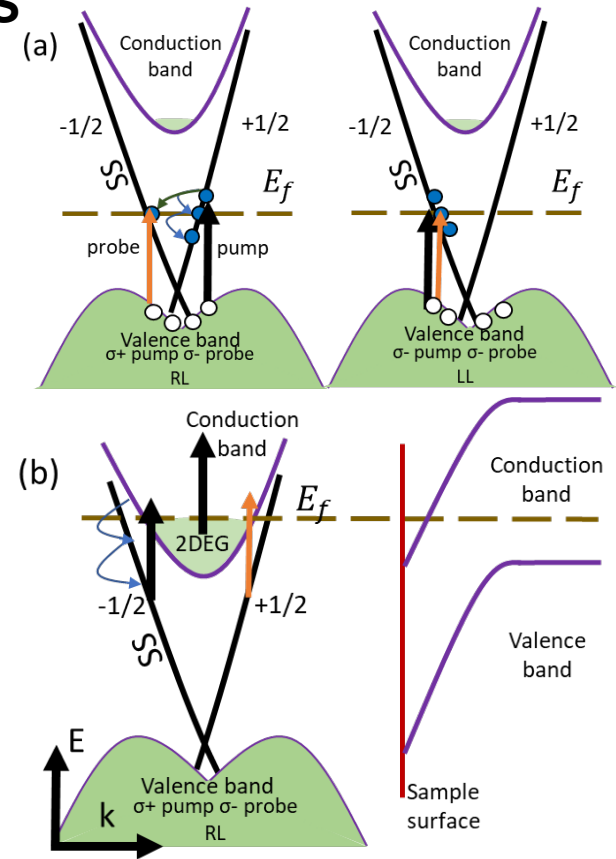 s
(a)
Conduction
band
-1/2
+1/2
SS
E_f
probe
pump
Valence band
σ+ pump σ- probe
RL
Conduction
band
-1/2
+1/2
SS
E_f
Valence band
σ- pump σ- probe
LL
(b)
Conduction
band
E_f
2DEG
-1/2
+1/2
SS
Valence band
σ+ pump σ- probe
RL
E
k
Conduction
band
Valence
band
Sample
surface